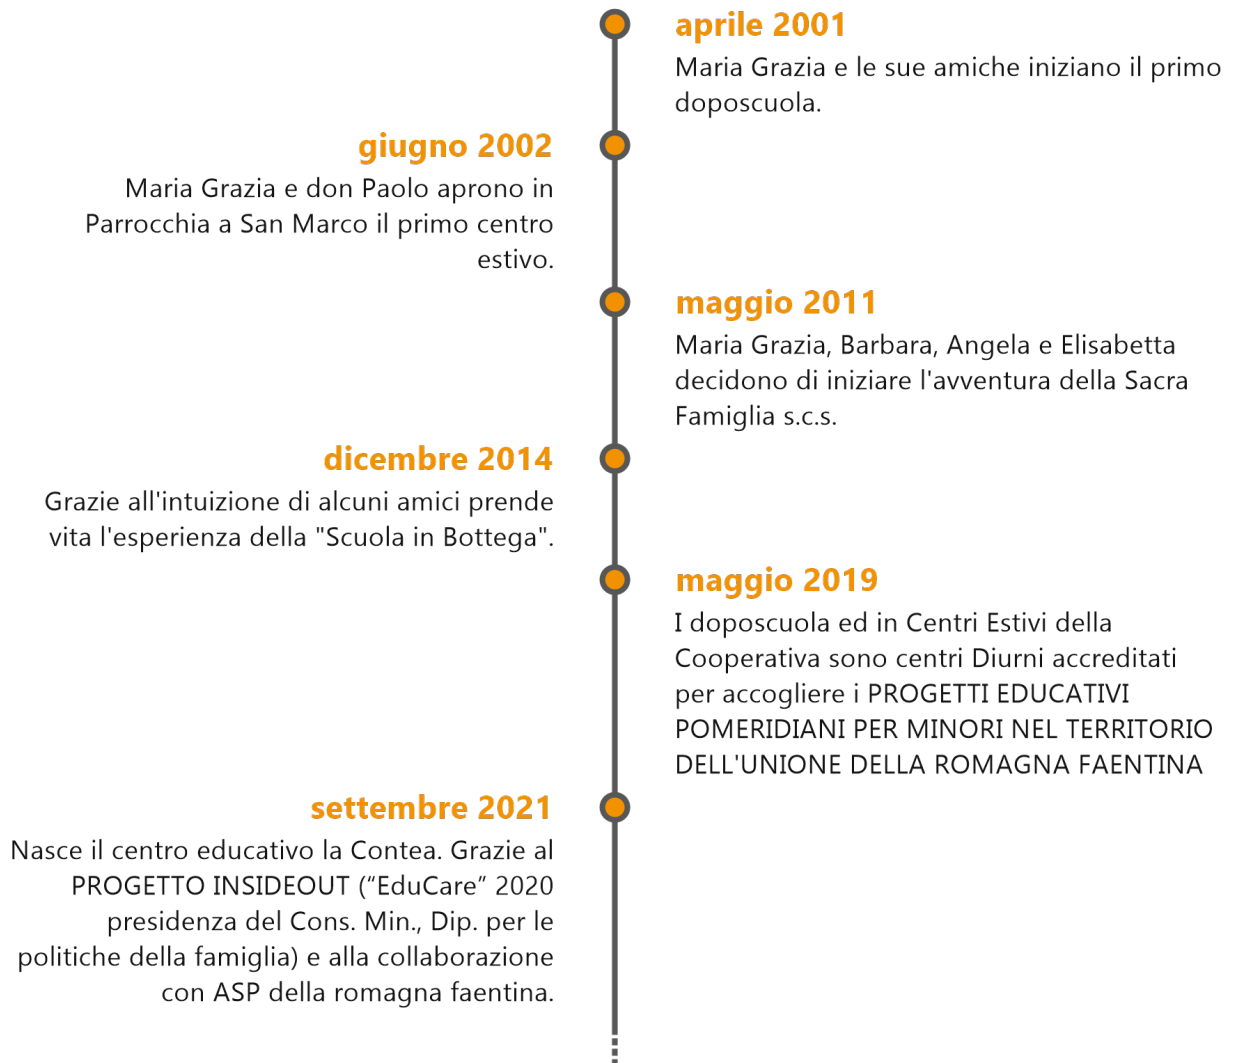 aprile 2001
Maria Grazia e le sue amiche iniziano il primo
doposcuola.
giugno 2002
Maria Grazia e don Paolo aprono in
Parrocchia a San Marco il primo centro
estivo.
maggio 2011
Maria Grazia, Barbara, Angela e Elisabetta
decidono di iniziare l'avventura della Sacra
Famiglia s.c.s.
dicembre 2014
Grazie all'intuizione di alcuni amici prende
vita l'esperienza della "Scuola in Bottega".
maggio 2019
I doposcuola ed in Centri Estivi della
Cooperativa sono centri Diurni accreditati
per accogliere i PROGETTI EDUCATIVI
POMERIDIANI PER MINORI NEL TERRITORIO
DELL'UNIONE DELLA ROMAGNA FAENTINA
settembre 2021
Nasce il centro educativo la Contea. Grazie al
PROGETTO INSIDEOUT (“EduCare” 2020
presidenza del Cons. Min., Dip. per le
politiche della famiglia) e alla collaborazione
con ASP della romagna faentina.